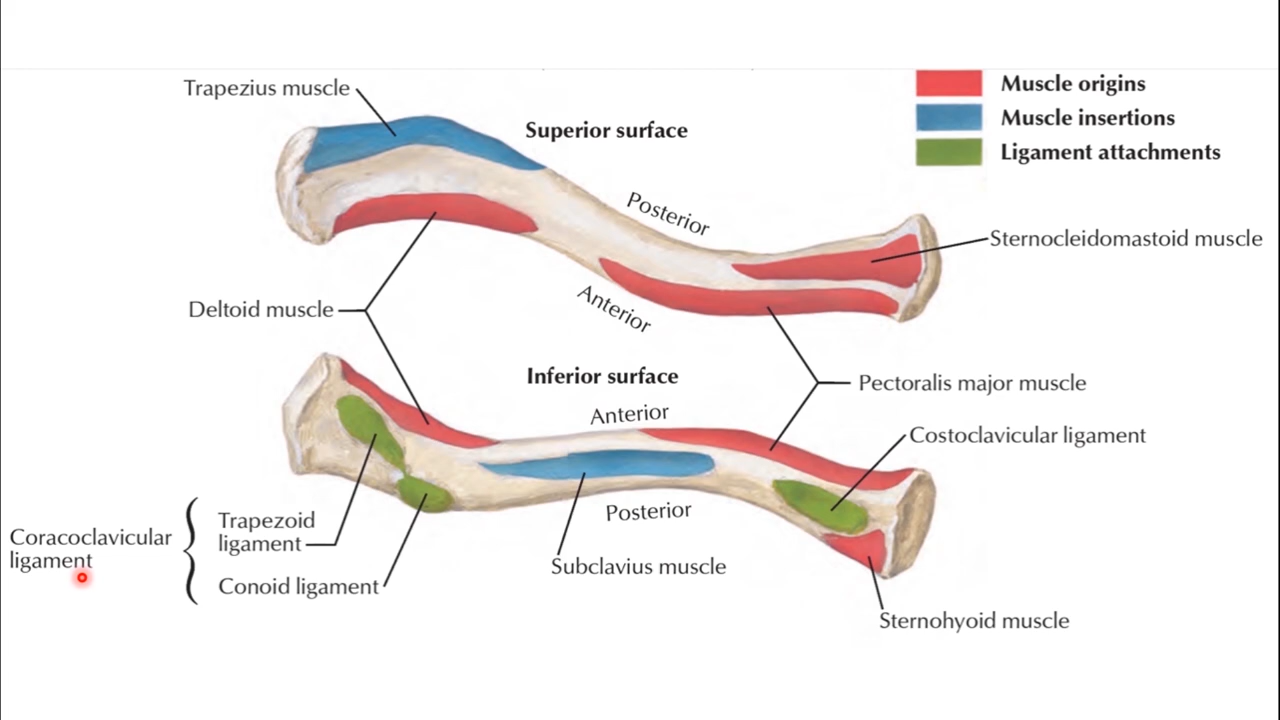 Trapezius muscle
Superior surface
Muscle origins
Muscle insertions
Ligament attachments
Posterior
Sternocleidomastoid muscle
Deltoid muscle
Anterior
Inferior surface
Anterior
Pectoralis major muscle
Costoclavicular ligament
Posterior
Coracoclavicular
ligament
Trapezoid
ligament
Conoid ligament
Subclavius muscle
Sternohyoid muscle